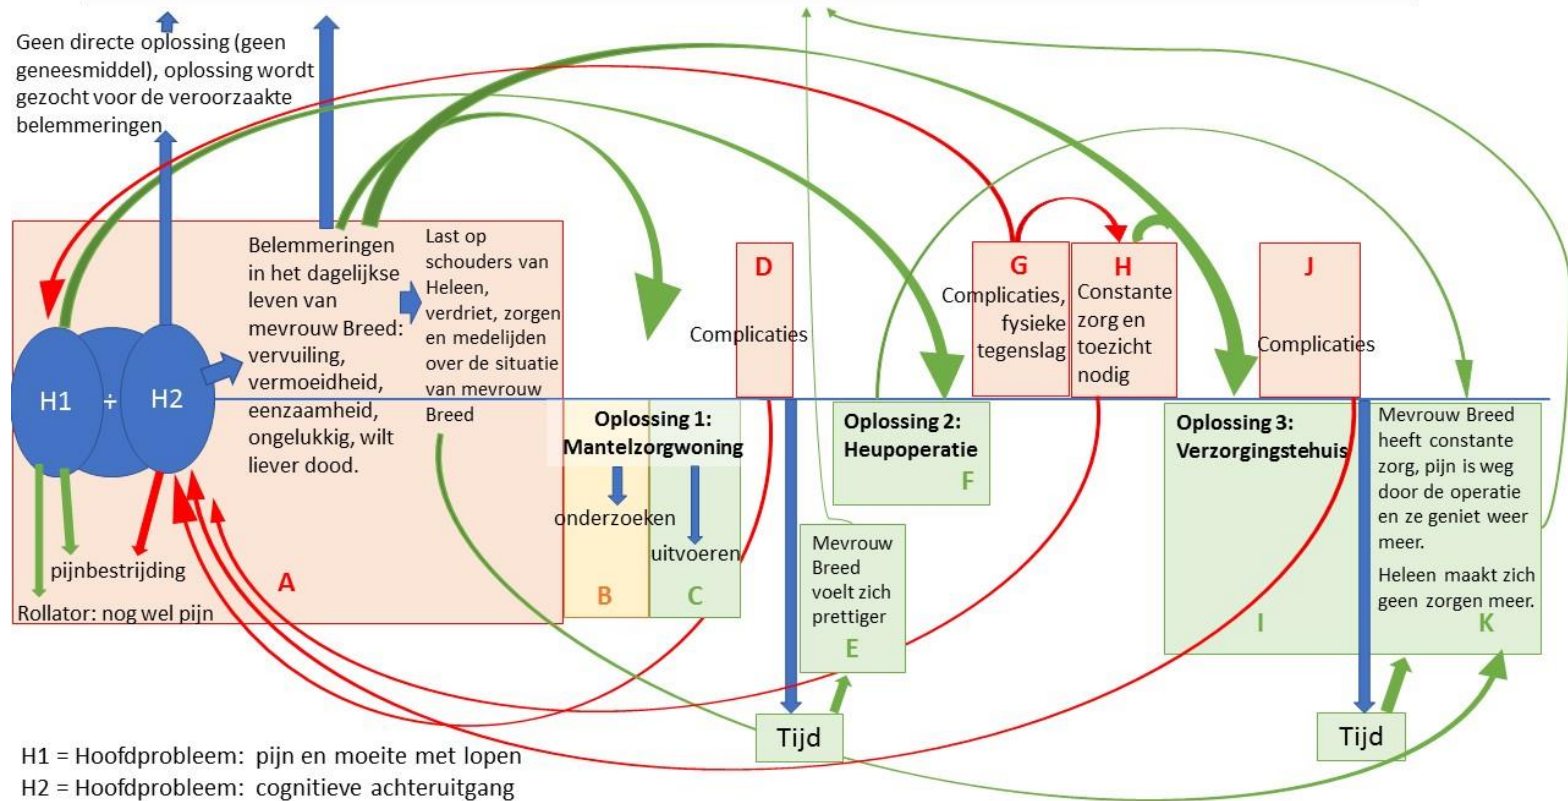 Geen directe oplossing (geen
geneesmiddel), oplossing wordt
gezocht voor de veroorzaakte
belemmeringen
H1
÷
H2
Belemmeringen
in het dagelijkse
leven van
mevrouw Breed:
vervuiling,
vermoeidheid,
eenzaamheid,
ongelukkig, wilt
liever dood.
Last op
schouders van
Heleen,
verdriet, zorgen
en medelijden
over de situatie
van mevrouw
Breed
pijnbestrijding
Rollator: nog wel pijn
A
Oplossing 1:
Mantelzorgwoning
onderzoeken
uitvoeren
B
C
D
Complicaties
Mevrouw
Breed
voelt zich
prettiger
E
Tijd
Oplossing 2:
Heupoperatie
F
G
Complicaties,
fysieke
tegenslag
H
Constante
zorg en
toezicht
nodig
Oplossing 3:
Verzorgingstehuis
I
J
Complicaties
Mevrouw Breed
heeft constante
zorg, pijn is weg
door de operatie
en ze geniet weer
meer.
Heleen maakt zich
geen zorgen meer.
K
Tijd
H1 = Hoofdprobleem: pijn en moeite met lopen
H2 = Hoofdprobleem: cognitieve achteruitgang